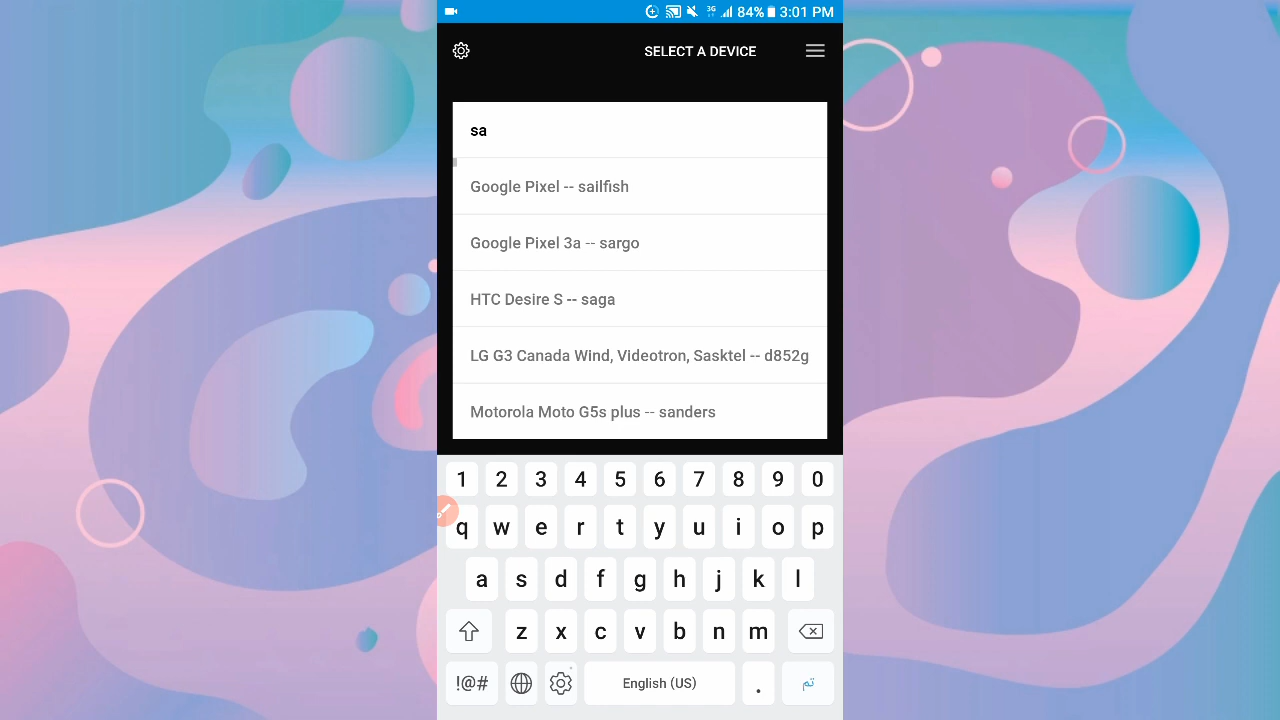 3G 84% 3:01 PM
SELECT A DEVICE
sa
Google Pixel -- sailfish
Google Pixel 3a -- sargo
HTC Desire S -- saga
LG G3 Canada Wind, Videotron, Sasktel -- d852g
Motorola Moto G5s plus -- sanders
1 2 3 4 5 6 7 8 9 0
q w e r t y u i o p
a s d f g h j k l
z x c v b n m
!@# English (US) . تم